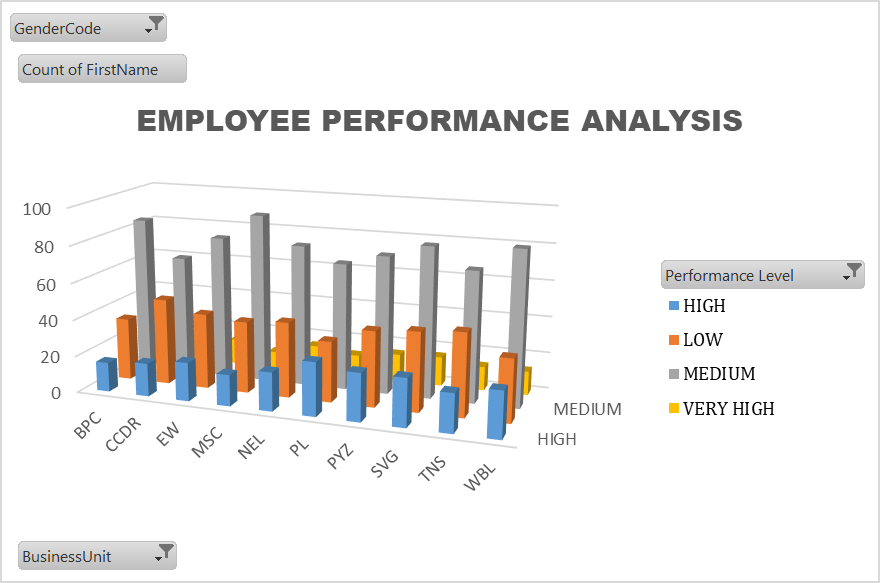 GenderCode
Count of FirstName
EMPLOYEE PERFORMANCE ANALYSIS
100
80
60
40
20
0
BPC
CCDR
EW
MSC
NEL
PL
PYZ
SVG
TNS
WBL
MEDIUM
HIGH
Performance Level
HIGH
LOW
MEDIUM
VERY HIGH
BusinessUnit